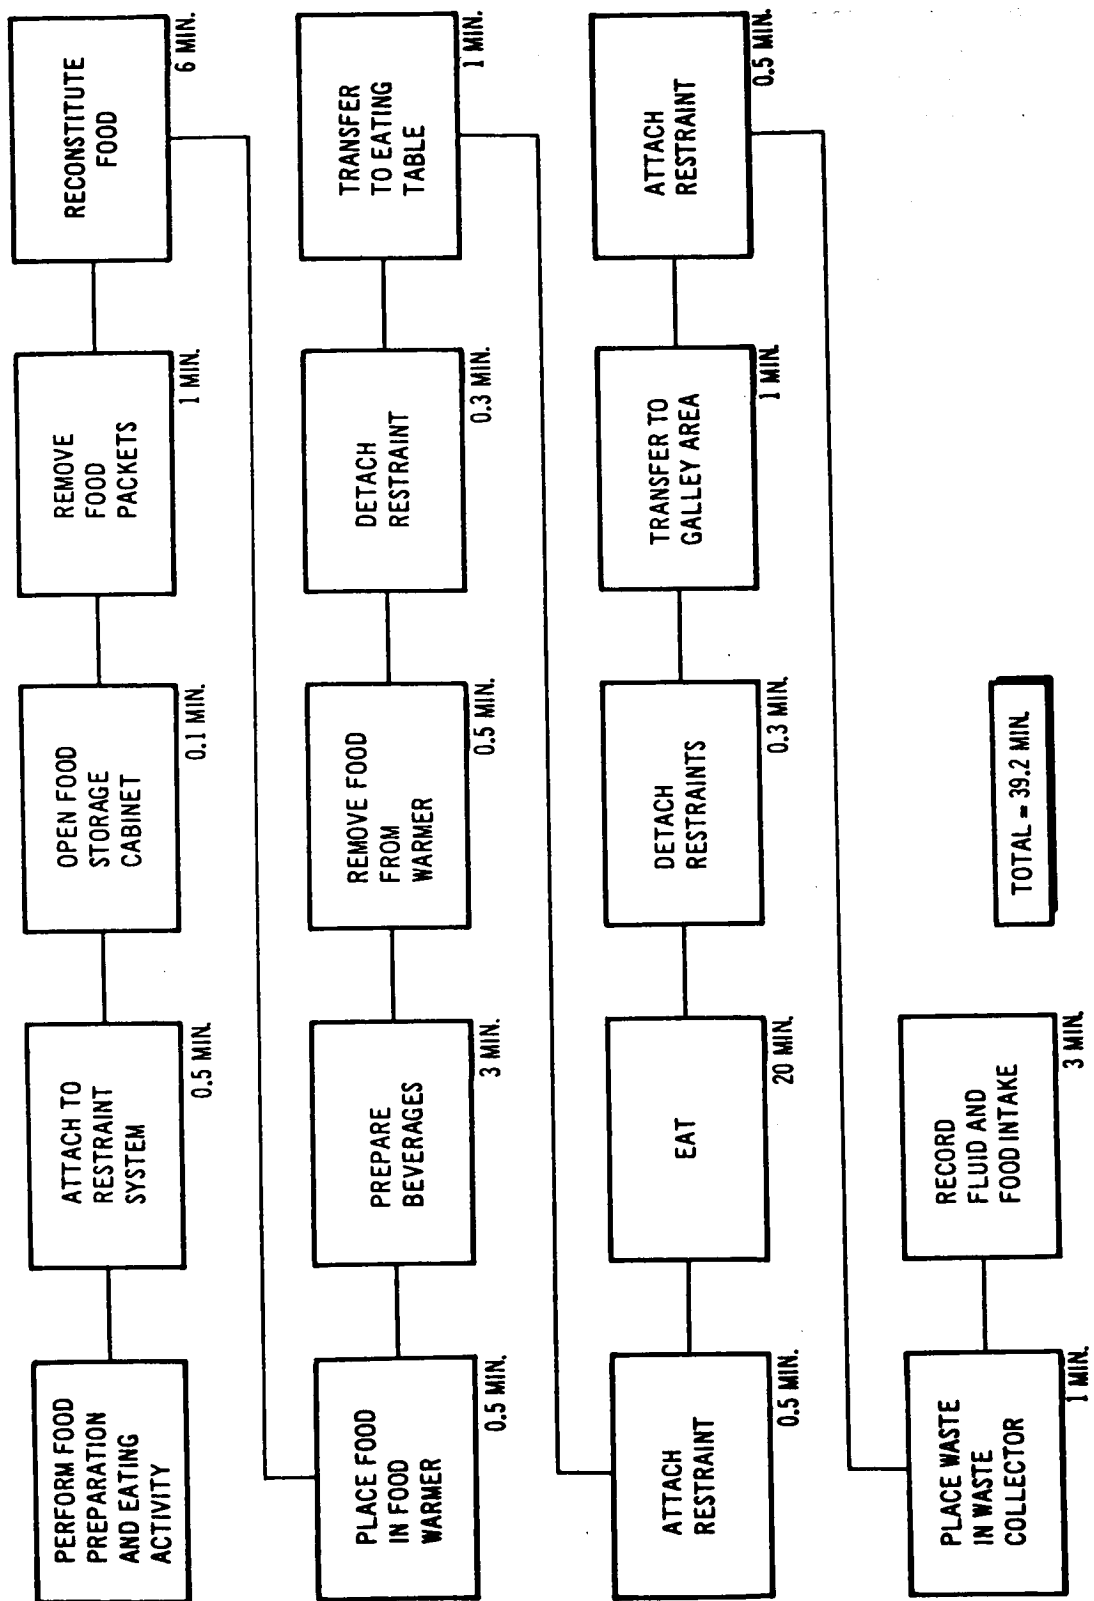 PERFORM FOOD
PREPARATION
AND EATING
ACTIVITY
ATTACH TO
RESTRAINT
SYSTEM
0.5 MIN.
OPEN FOOD
STORAGE
CABINET
0.1 MIN.
REMOVE
FOOD
PACKETS
1 MIN.
RECONSTITUTE
FOOD
6 MIN.
PLACE FOOD
IN FOOD
WARMER
0.5 MIN.
PREPARE
BEVERAGES
3 MIN.
REMOVE FOOD
FROM
WARMER
0.5 MIN.
DETACH
RESTRAINT
0.3 MIN.
TRANSFER
TO EATING
TABLE
1 MIN.
ATTACH
RESTRAINT
0.5 MIN.
EAT
20 MIN.
DETACH
RESTRAINTS
0.3 MIN.
TRANSFER TO
GALLEY AREA
1 MIN.
ATTACH
RESTRAINT
0.5 MIN.
PLACE WASTE
IN WASTE
COLLECTOR
1 MIN.
RECORD
FLUID AND
FOOD INTAKE
3 MIN.
TOTAL = 39.2 MIN.